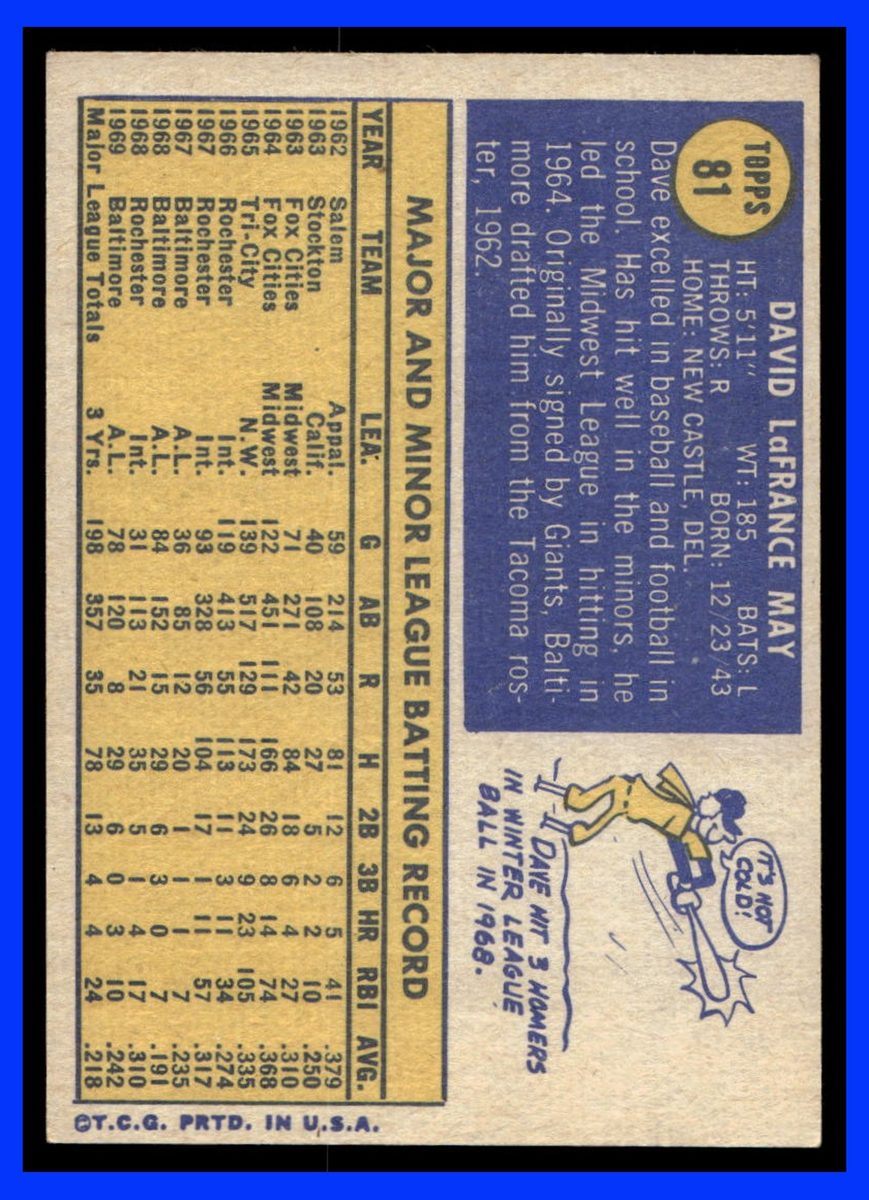 TOPPS
81
DAVID LaFRANCE MAY
HT: 5'11" WT: 185 BATS: L
THROWS: R BORN: 12/23/43
HOME: NEW CASTLE, DEL.
Dave excelled in baseball and football in
school. Has hit well in the minors, he
led the Midwest League in hitting in
1964. Originally signed by Giants, Balti-
more drafted him from the Tacoma ros-
ter, 1962.
IT'S NOT
COLD!
DAVE HIT 3 HOMERS
IN WINTER LEAGUE
BALL IN 1968.
MAJOR AND MINOR LEAGUE BATTING RECORD
YEAR TEAM LEA. G AB R H 2B 3B HR RBI AVG.
1962 Salem Appal. 59 214 53 81 12 6 5 41 .379
1963 Stockton Calif. 40 108 20 27 5 2 2 10 .250
1963 Fox Cities Midwest 71 271 42 84 18 6 4 27 .310
1964 Fox Cities Midwest 122 451 111 166 26 8 14 74 .368
1965 Tri-City N.W. 139 517 129 173 24 9 23 105 .335
1966 Rochester Int. 119 413 55 113 11 3 11 34 .274
1967 Rochester Int. 93 328 56 104 17 1 11 57 .317
1967 Baltimore A.L. 36 85 12 20 1 1 1 7 .235
1968 Baltimore A.L. 84 152 15 29 6 3 0 7 .191
1968 Rochester Int. 31 113 21 35 5 1 4 17 .310
1969 Baltimore A.L. 78 120 8 29 6 0 3 10 .242
Major League Totals 3 Yrs. 198 357 35 78 13 4 4 24 .218
©T.C.G. PRTD. IN U.S.A.